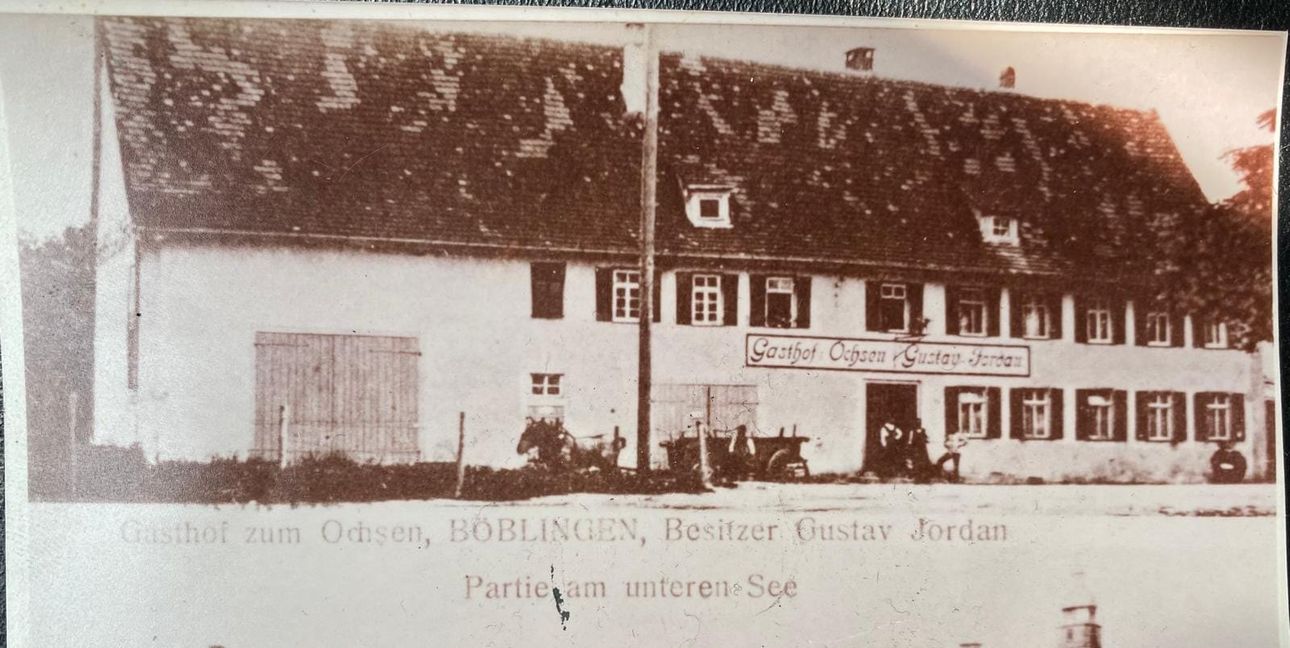 Gasthof z. Ochsen v. Gustav Jordan
Gasthof zum Ochsen, BÖBLINGEN, Besitzer Gustav Jordan
Partie am unteren See